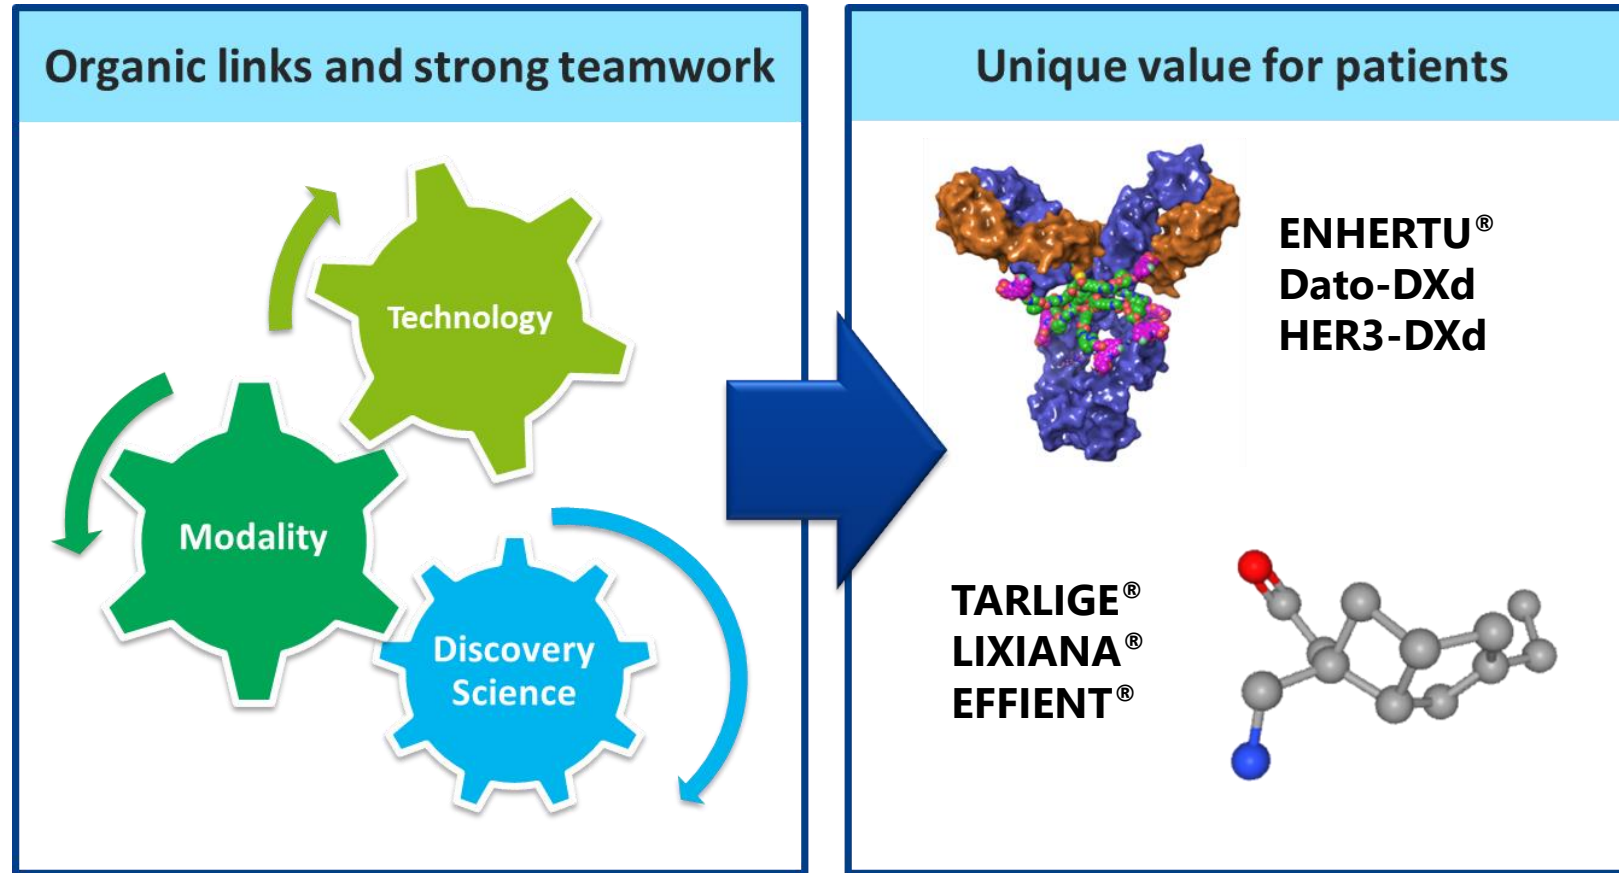 Organic links and strong teamwork
Technology
Modality
Discovery
Science
Unique value for patients
ENHERTU®
Dato-DXd
HER3-DXd
TARLIGE®
LIXIANA®
EFFIENT®